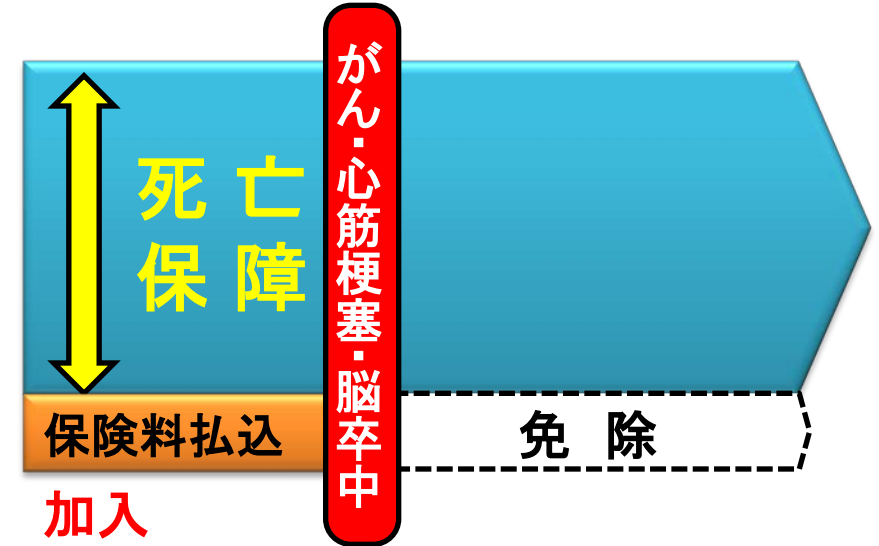 がん・心筋梗塞・脳卒中
死亡
保障
保険料払込
免除
加入